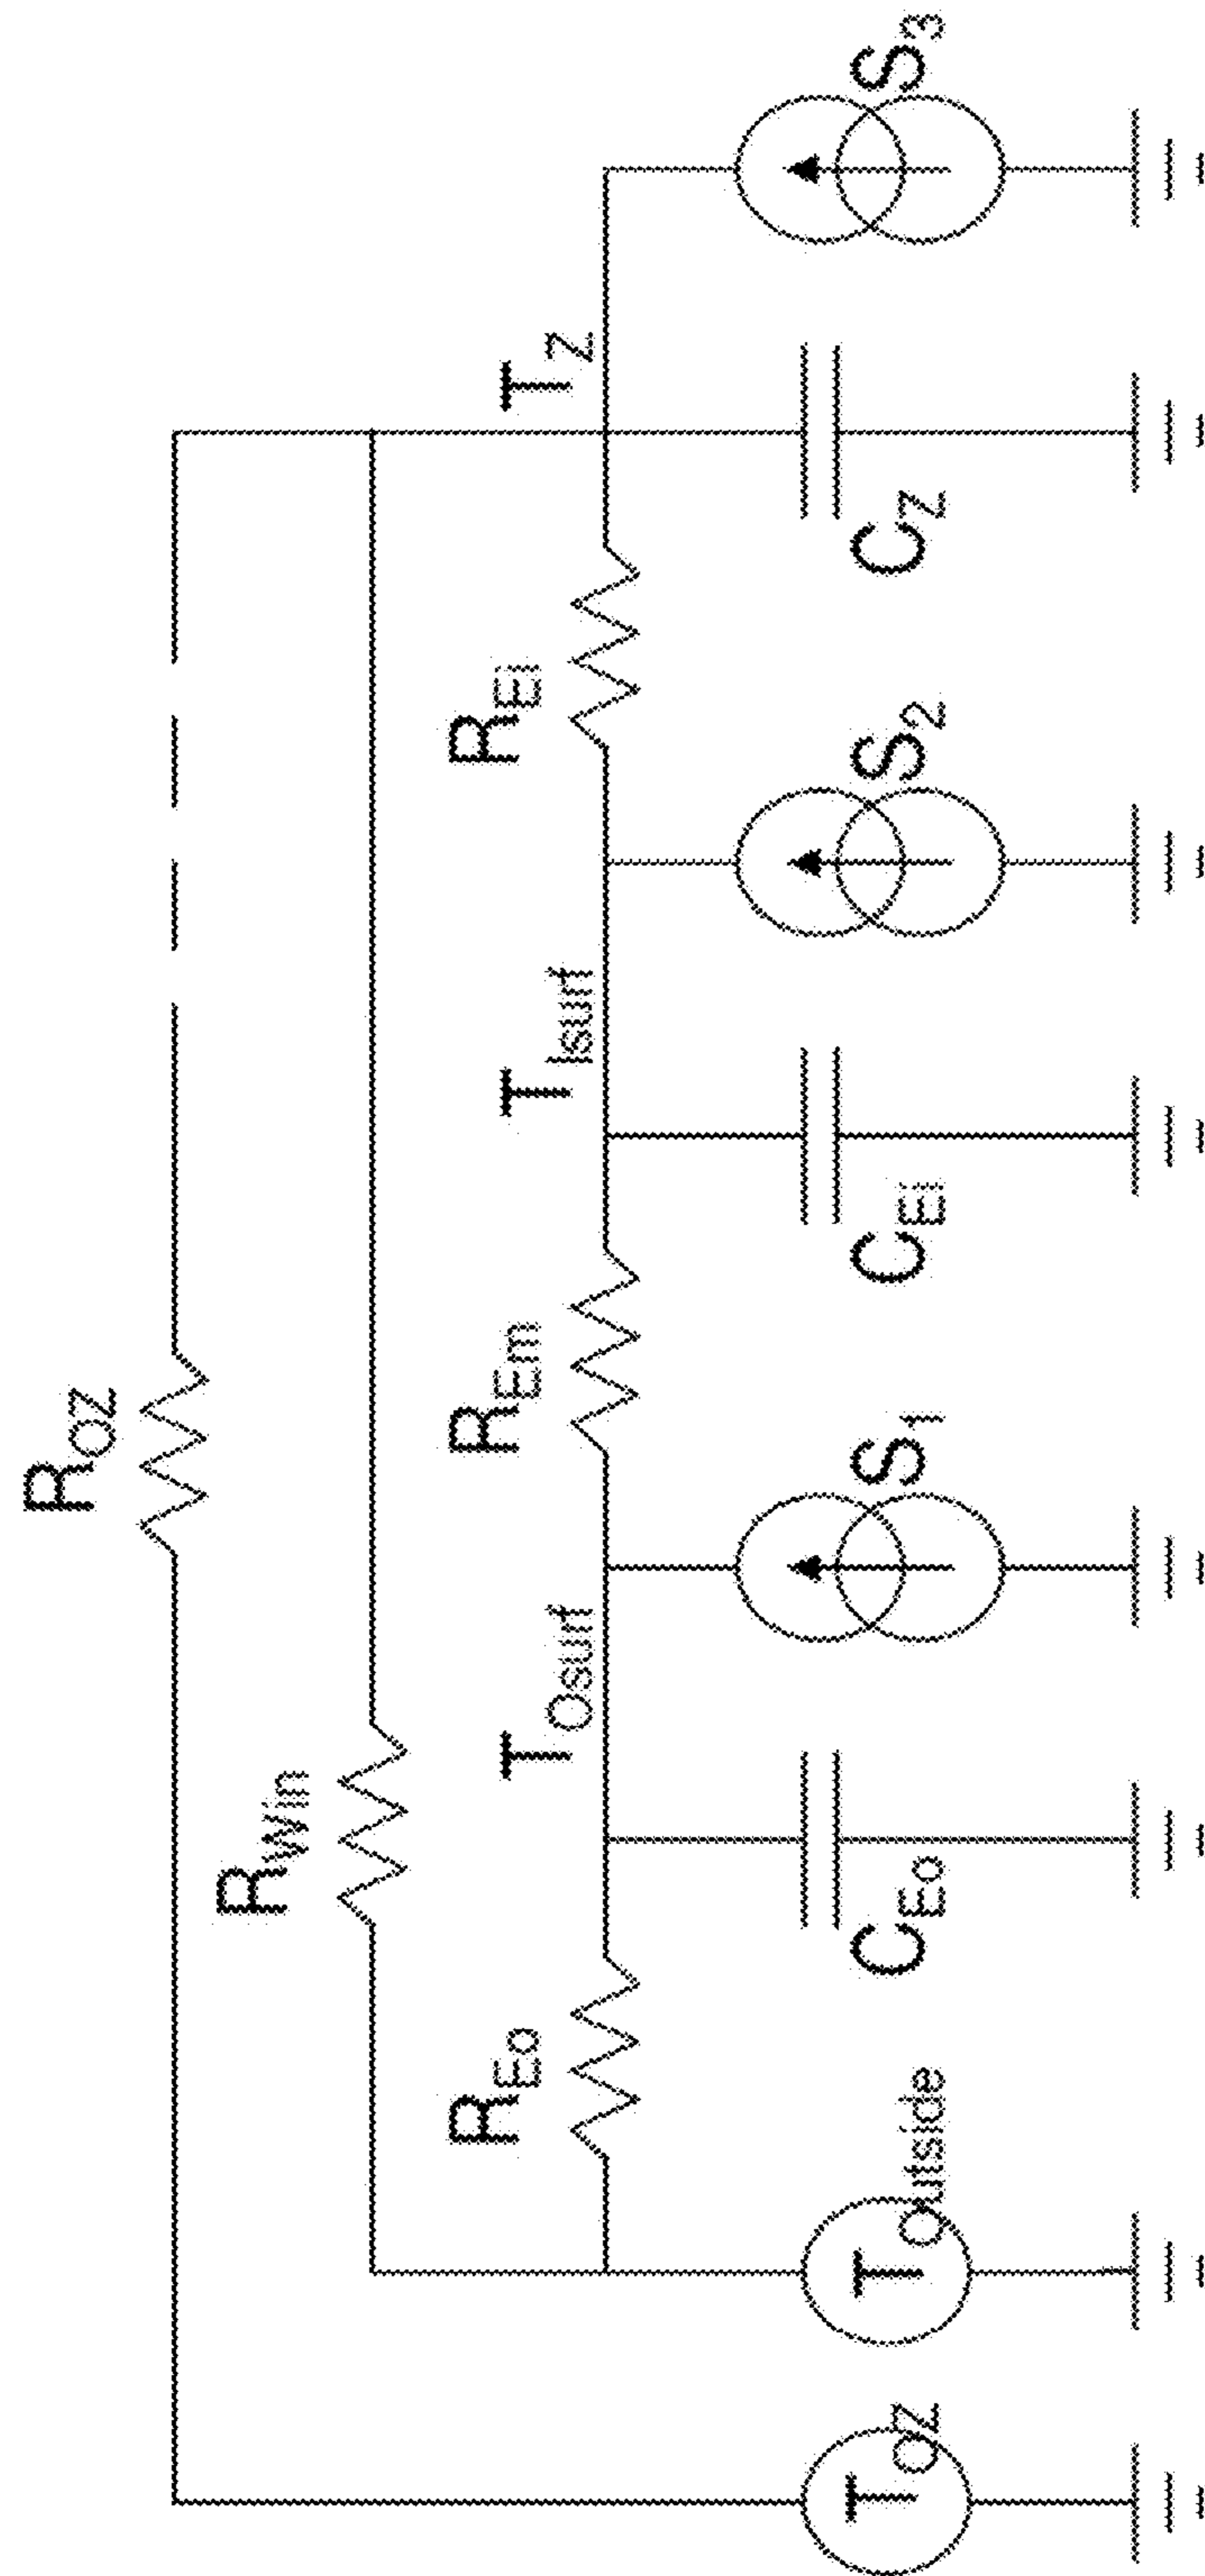 R_OZ
R_Win
R_Eo
T_Osurf
R_Em
T_Isurf
R_Ei
T_Z
T_OZ
T_outside
C_Eo
S_1
C_Ei
S_2
C_Z
S_3